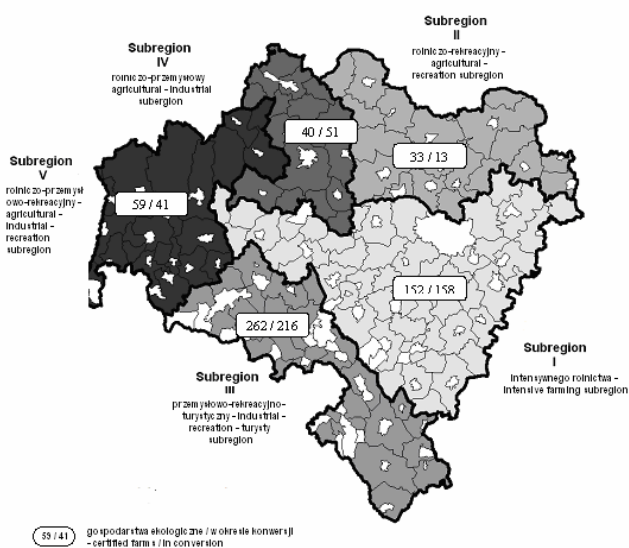 Subregion
II
rolniczo-rekreacyjny -
agricultural -
recreation subregion
Subregion
IV
rolniczo-przemysłowy
agricultural - industrial
subergion
40 / 51
33 / 13
Subregion
V
rolniczo-przemysł
owo-rekreacyjny -
agricultural -
industrial -
recreation
subregion
59 / 41
152 / 158
262 / 216
Subregion
I
intensywnego rolnictwa -
intensive farming subregion
Subregion
III
przemysłowo-rekreacyjno-
turystyczny - industrial -
recreation - turysty
subregion
59 / 41
gospodarstwa ekologiczne / w okresie konwersji
- certified farms / in conversion